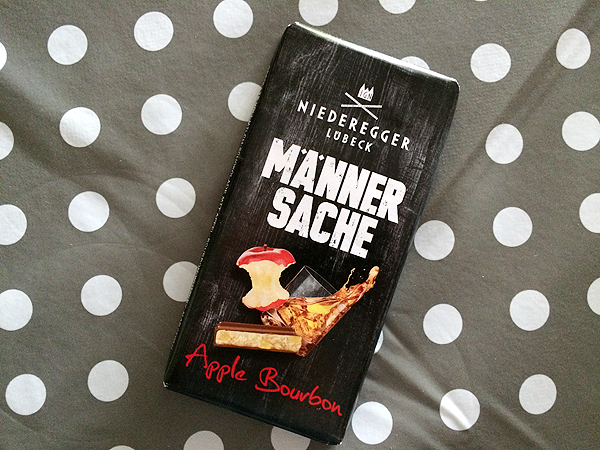 NIEDEREGGER
LÜBECK
MÄNNER
SACHE
Apple Bourbon